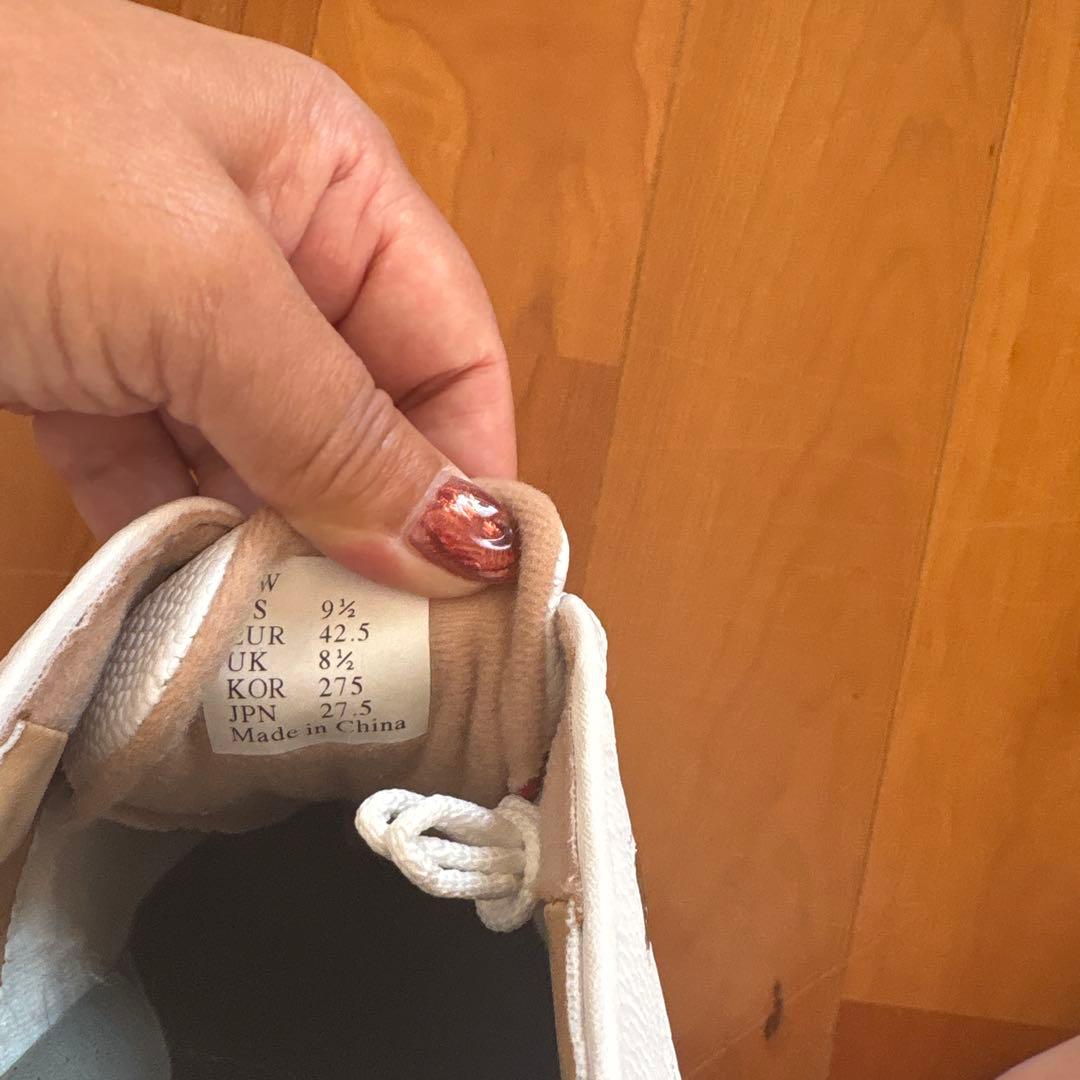 W
S 9½
EUR 42.5
UK 8½
KOR 275
JPN 27.5
Made in China